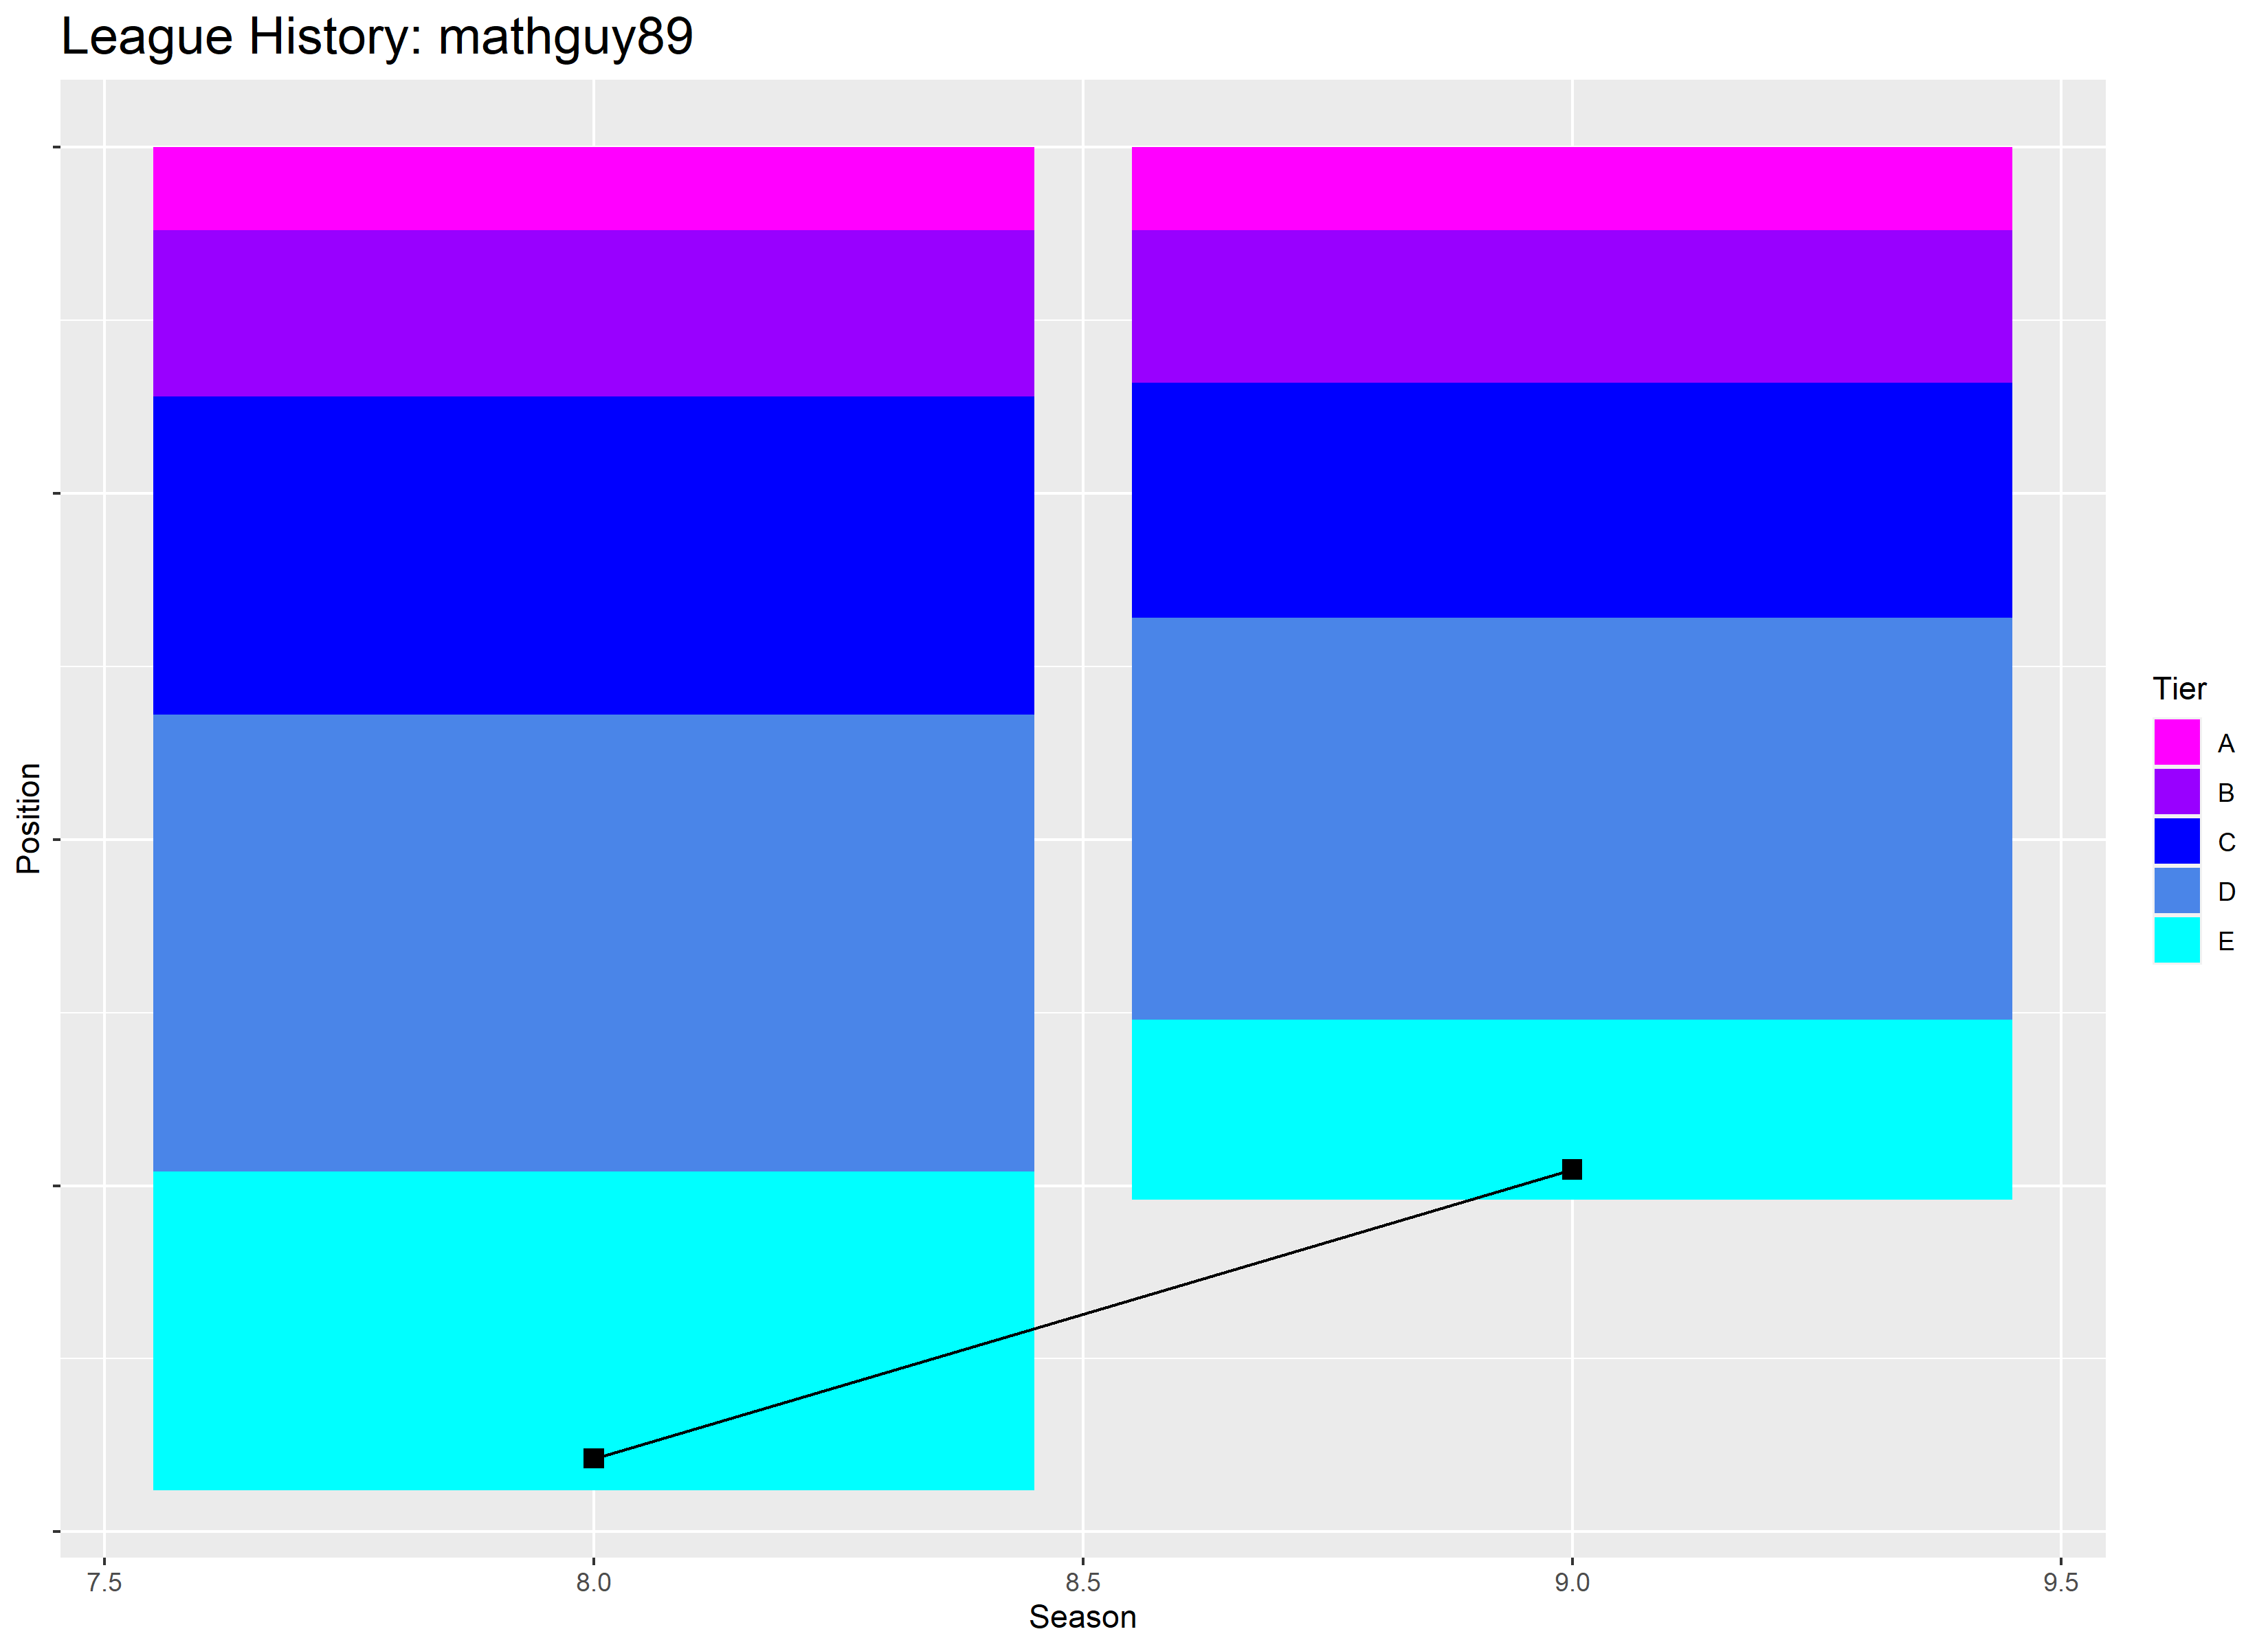 League History: mathguy89
Position
7.5 8.0 8.5 9.0 9.5
Season
Tier
A
B
C
D
E